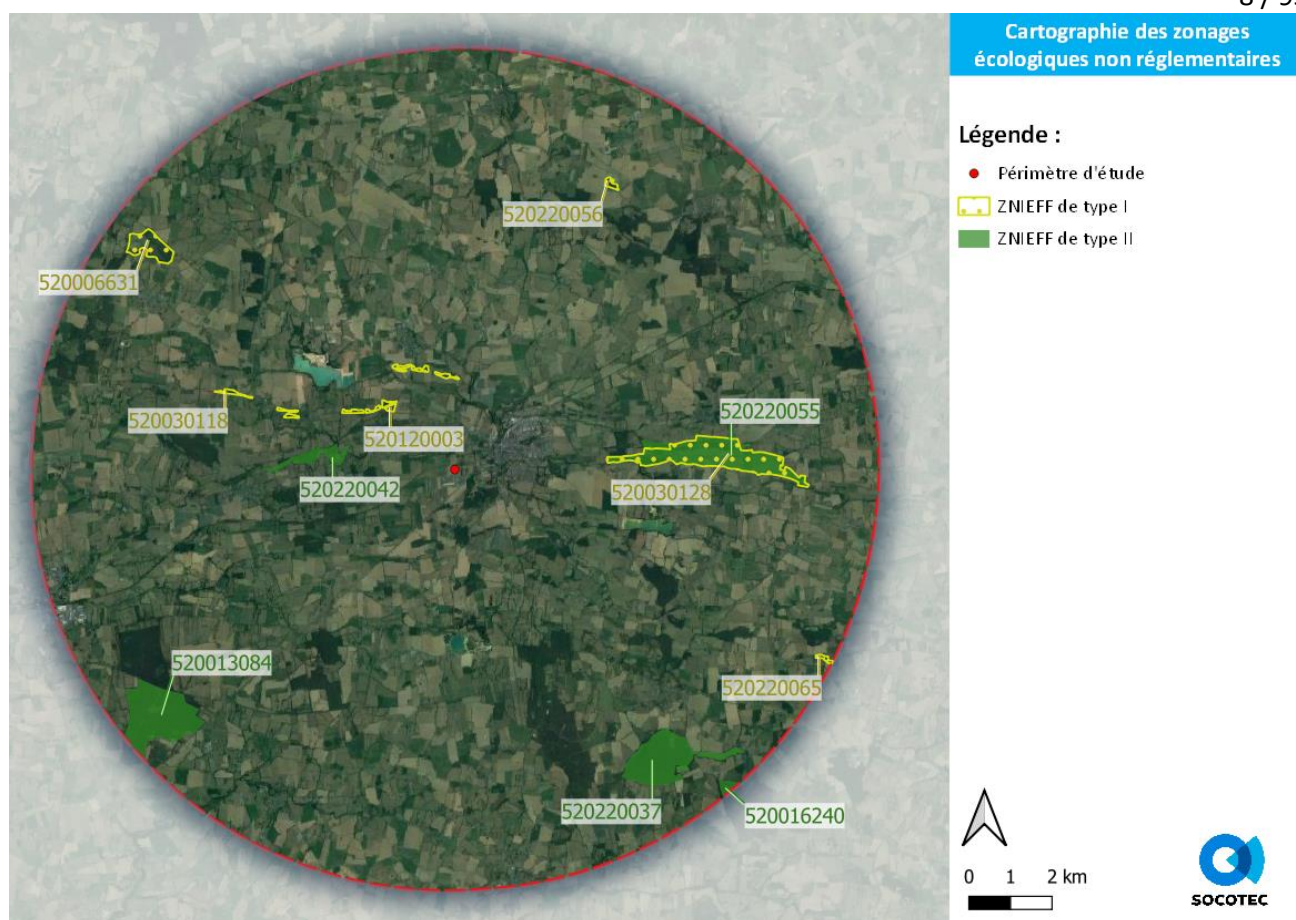 Cartographie des zonages
écologiques non réglementaires
Légende :
Périmètre d'étude
ZNIEFF de type I
ZNIEFF de type II
520220056
520006631
520030118
520120003
520220055
520220042
520030128
520013084
520220065
520220037
520016240
0 1 2 km
SOCOTEC